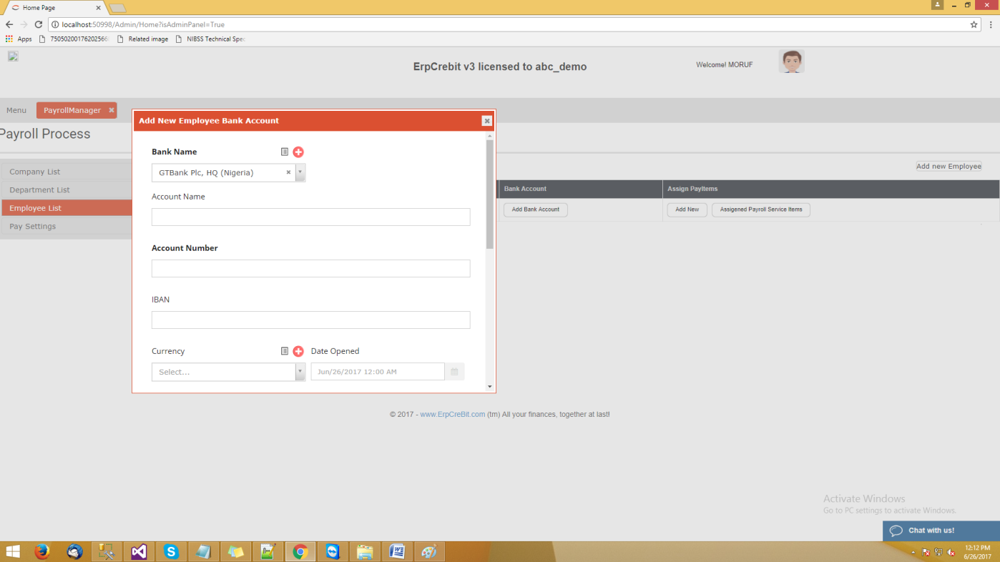 Home Page
localhost:50998/Admin/Home?isAdminPanel=True
Apps
Related image
NIBSS Technical Spec
ErpCrebit v3 licensed to abc_demo
Welcome! MORUF
Menu
PayrollManager
Payroll Process
Company List
Department List
Employee List
Pay Settings
Add New Employee Bank Account
Bank Name
GTBank Plc, HQ (Nigeria)
Account Name
Account Number
IBAN
Currency
Date Opened
Select...
Jun/26/2017 12:00 AM
Add new Employee
Bank Account
Assign PayItems
Add Bank Account
Add New
Assigened Payroll Service Items
© 2017 - www.ErpCreBit.com (tm) All your finances, together at last!
Activate Windows
Go to PC settings to activate Windows.
Chat with us!
12:12 PM
6/26/2017